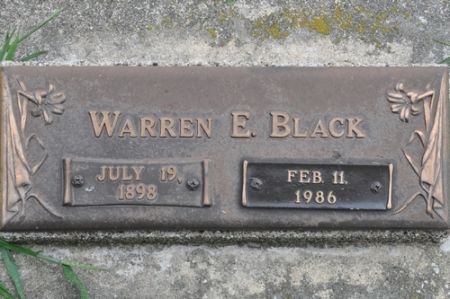 WARREN E. BLACK
JULY 19,
1898
FEB. 11,
1986